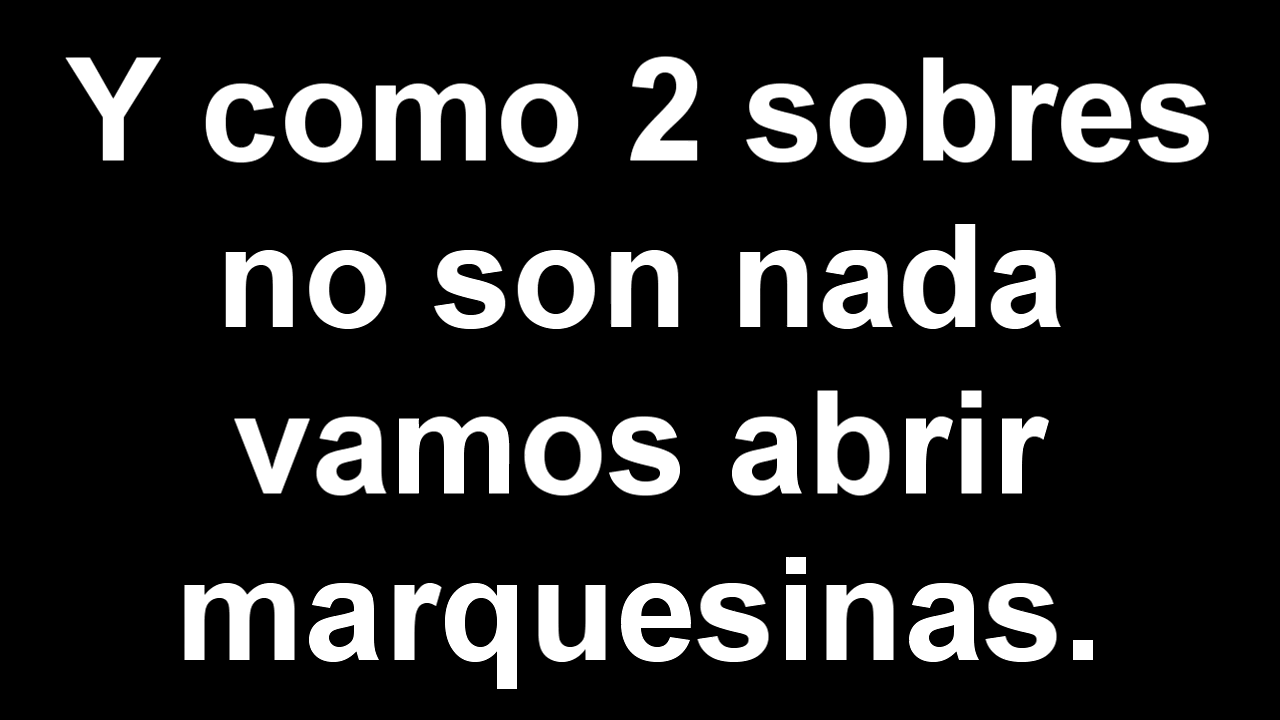 Y como 2 sobres
no son nada
vamos abrir
marquesinas.